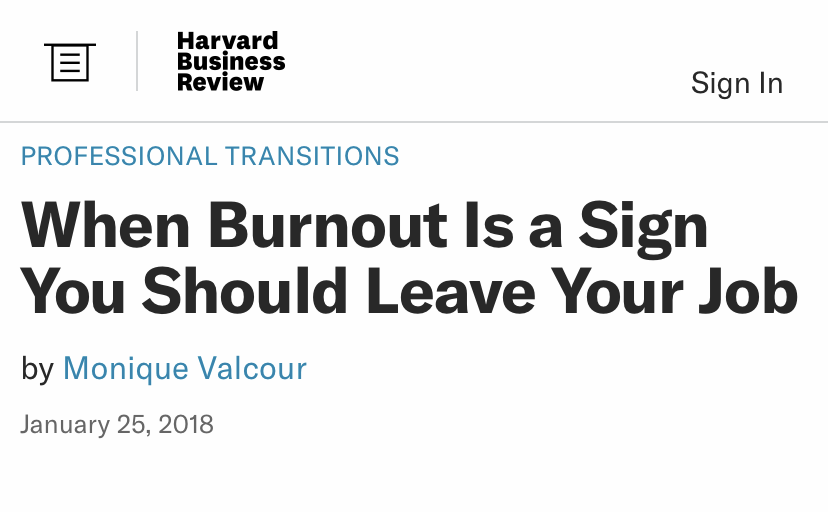 Harvard
Business
Review
Sign In
PROFESSIONAL TRANSITIONS
When Burnout Is a Sign
You Should Leave Your Job
by Monique Valcour
January 25, 2018